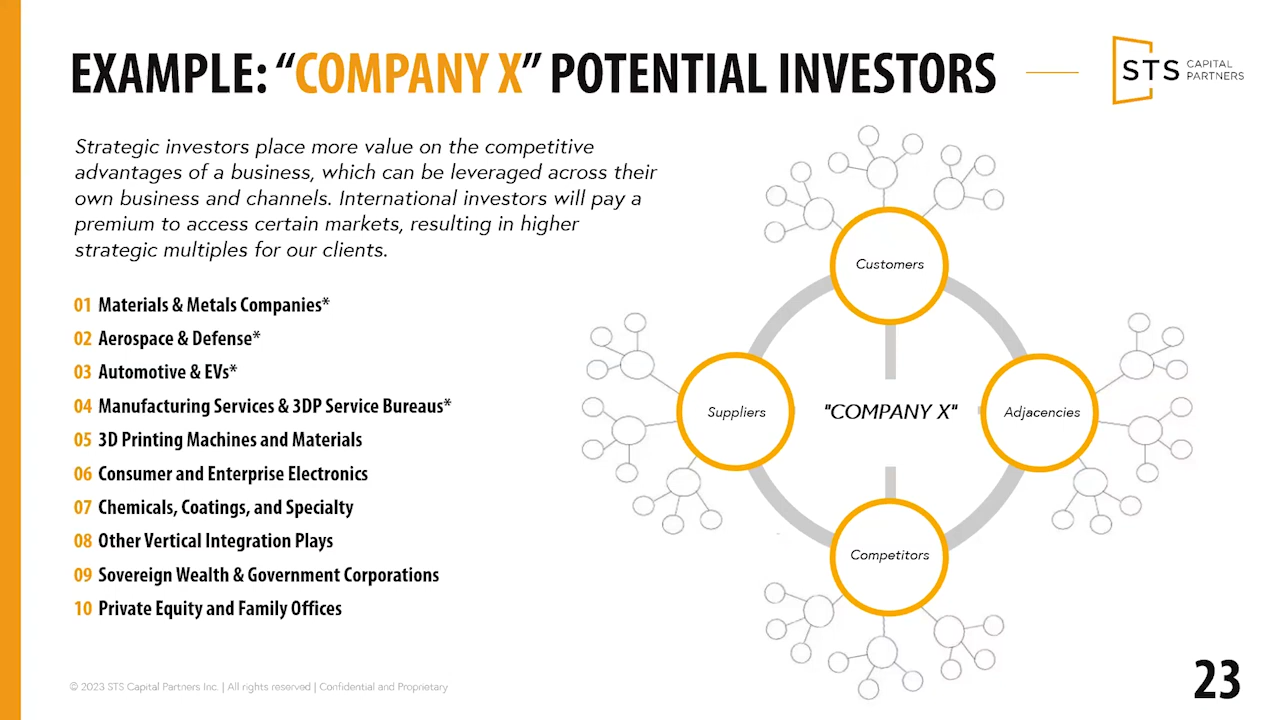 EXAMPLE: “COMPANY X” POTENTIAL INVESTORS
STS CAPITAL
PARTNERS
Strategic investors place more value on the competitive
advantages of a business, which can be leveraged across their
own business and channels. International investors will pay a
premium to access certain markets, resulting in higher
strategic multiples for our clients.
01 Materials & Metals Companies*
02 Aerospace & Defense*
03 Automotive & EVs*
04 Manufacturing Services & 3DP Service Bureaus*
05 3D Printing Machines and Materials
06 Consumer and Enterprise Electronics
07 Chemicals, Coatings, and Specialty
08 Other Vertical Integration Plays
09 Sovereign Wealth & Government Corporations
10 Private Equity and Family Offices
Customers
Suppliers
"COMPANY X"
Adjacencies
Competitors
© 2023 STS Capital Partners Inc. | All rights reserved | Confidential and Proprietary
23